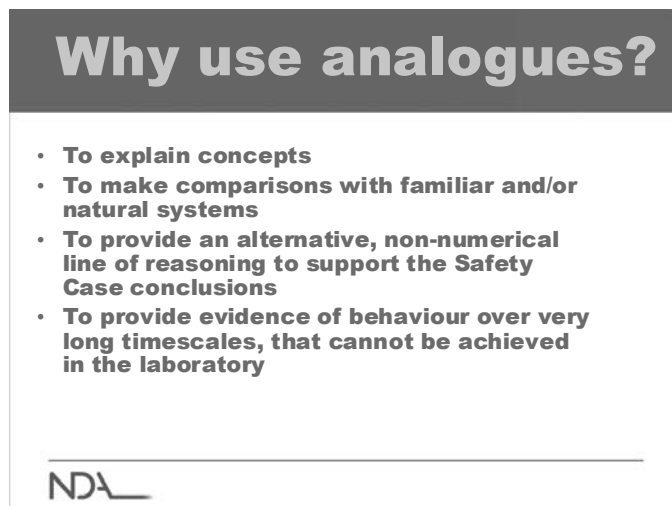 Why use analogues?
• To explain concepts
• To make comparisons with familiar and/or
natural systems
• To provide an alternative, non-numerical
line of reasoning to support the Safety
Case conclusions
• To provide evidence of behaviour over very
long timescales, that cannot be achieved
in the laboratory
NDA